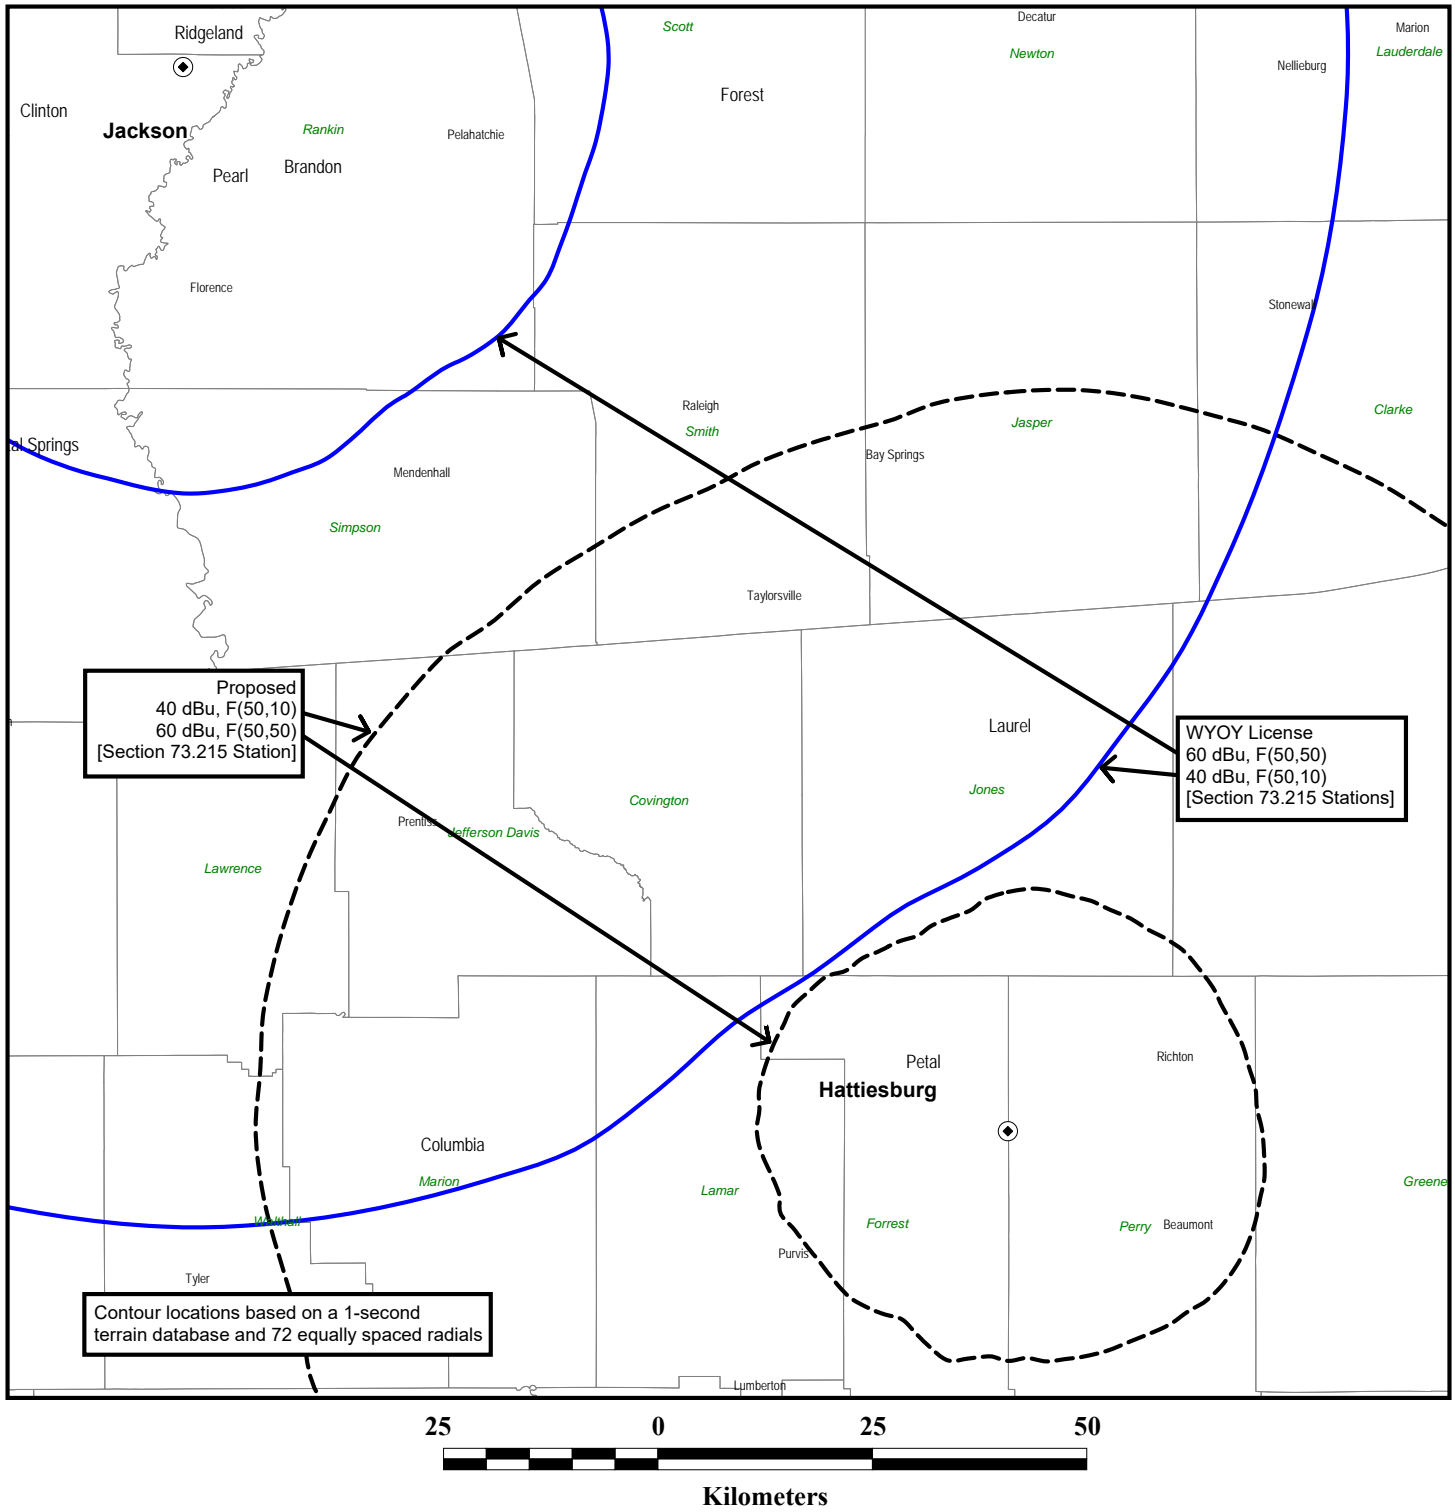 Ridgeland
Scott
Decatur
Marion
Newton
Lauderdale
Nellieburg
Forest
Clinton
Jackson
Rankin
Pelahatchie
Pearl
Brandon
Florence
Stonewall
Raleigh
Smith
Jasper
Clarke
al Springs
Bay Springs
Mendenhall
Simpson
Taylorsville
Proposed
40 dBu, F(50,10)
60 dBu, F(50,50)
[Section 73.215 Station]
Laurel
WYOY License
60 dBu, F(50,50)
40 dBu, F(50,10)
[Section 73.215 Stations]
Covington
Jones
Prentiss
Jefferson Davis
Lawrence
Petal
Richton
Hattiesburg
Columbia
Marion
Lamar
Greene
Walthall
Forrest
Perry
Beaumont
Purvis
Tyler
Contour locations based on a 1-second
terrain database and 72 equally spaced radials
Lumberton
25 0 25 50
Kilometers